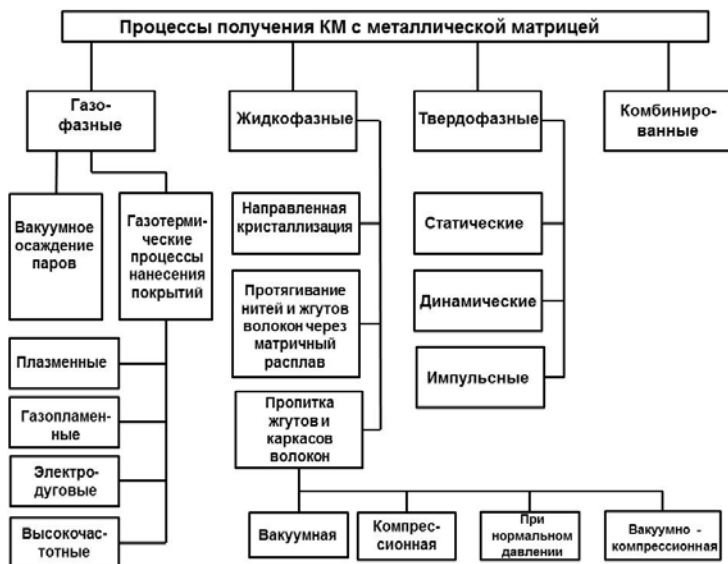 Процессы получения КМ с металлической матрицей
Газо-
фазные
Жидкофазные
Твердофазные
Комбиниро-
ванные
Вакуумное
осаждение
паров
Газотерми-
ческие
процессы
нанесения
покрытий
Направленная
кристаллизация
Статические
Протягивание
нитей и жгутов
волокон через
матричный
расплав
Динамические
Плазменные
Импульсные
Газопламен-
ные
Пропитка
жгутов и
каркасов
волокон
Электро-
дуговые
Высокочас-
тотные
Вакуумная
Компрес-
сионная
При
нормальном
давлении
Вакуумно -
компрессионная